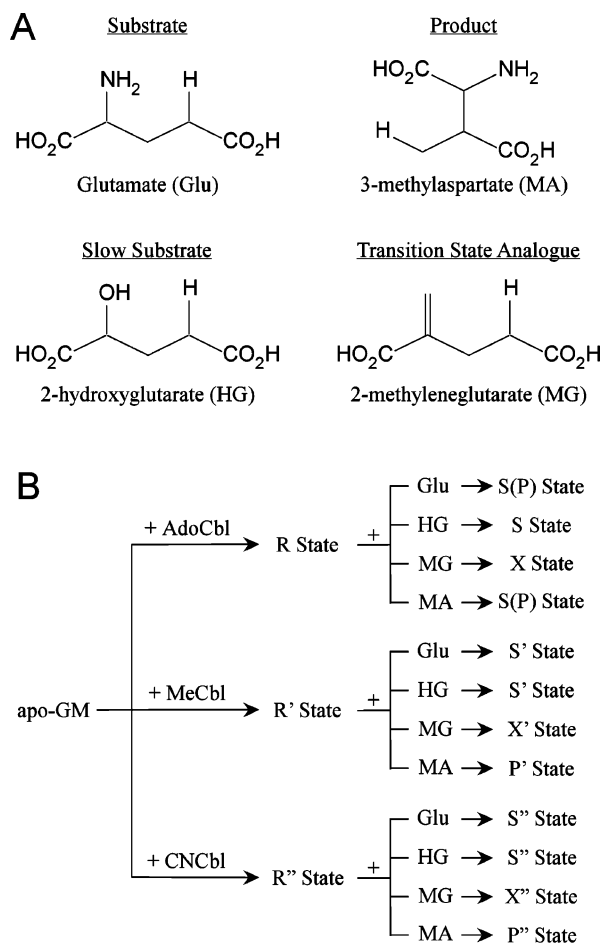 A
Substrate
Product
NH2
H
HO2C
CO2H
Glutamate (Glu)
HO2C
NH2
H
CO2H
3-methylaspartate (MA)
Slow Substrate
Transition State Analogue
OH
H
HO2C
CO2H
2-hydroxyglutarate (HG)
H
HO2C
CO2H
2-methyleneglutarate (MG)
B
apo-GM
+ AdoCbl
R State
+
Glu
S(P) State
HG
S State
MG
X State
MA
S(P) State
+ MeCbl
R' State
+
Glu
S' State
HG
S' State
MG
X' State
MA
P' State
+ CNCbl
R” State
+
Glu
S” State
HG
S” State
MG
X” State
MA
P” State